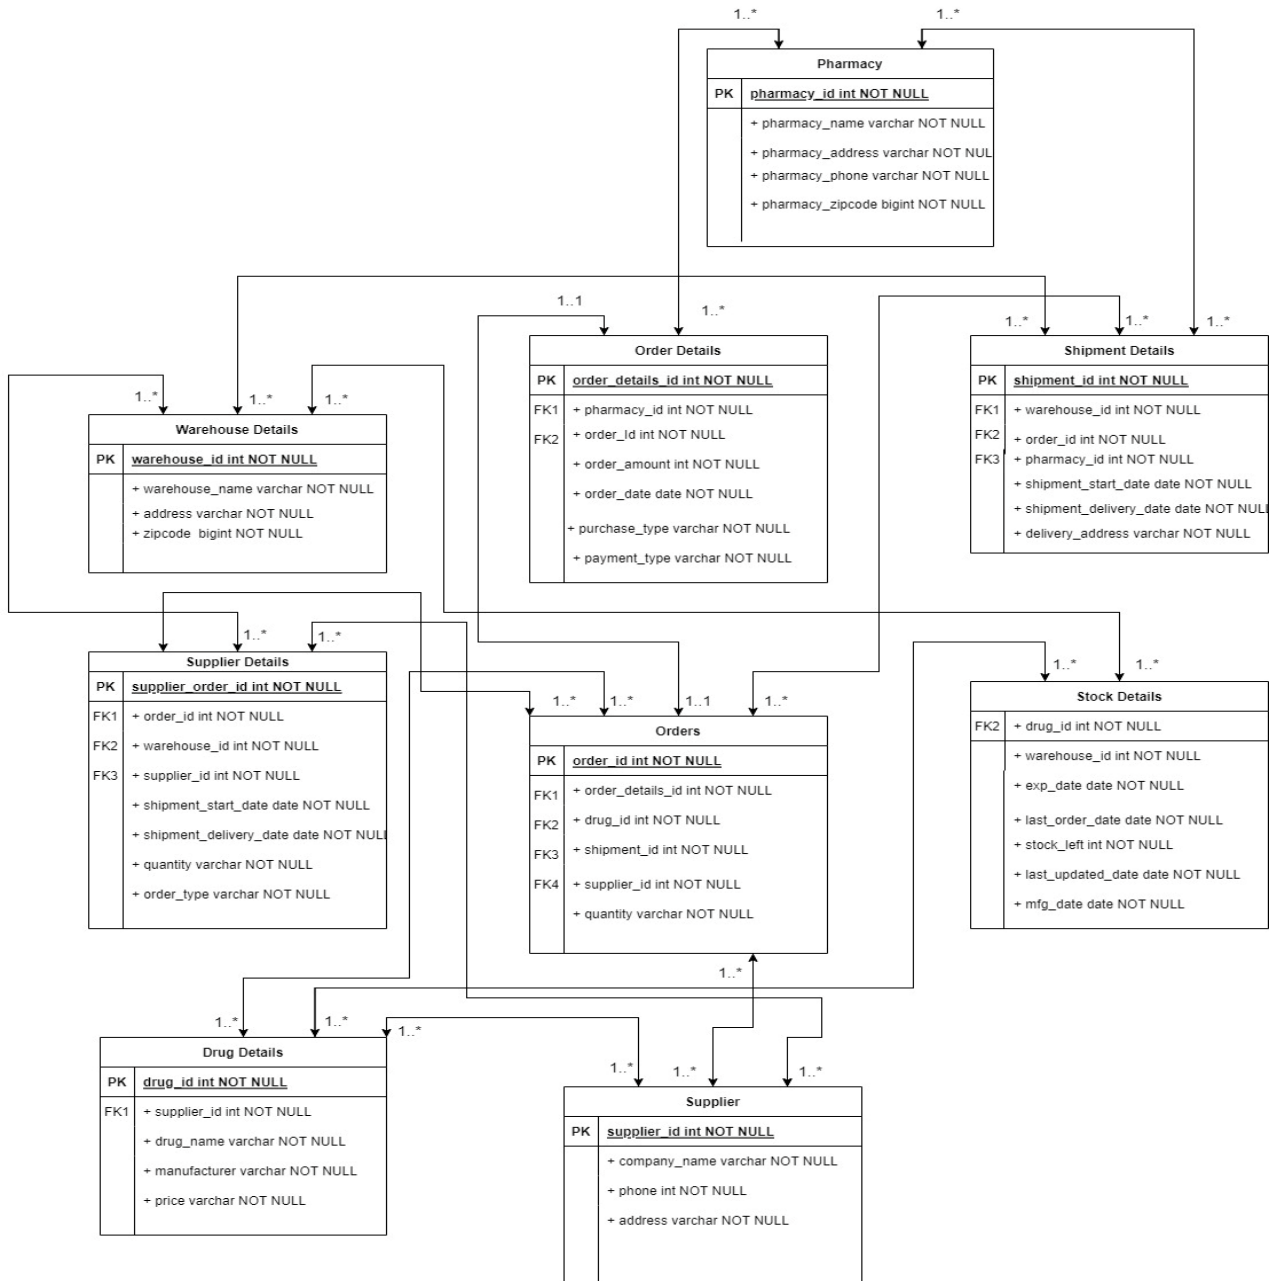 1..*
1..*
Pharmacy
PK pharmacy_id int NOT NULL
+ pharmacy_name varchar NOT NULL
+ pharmacy_address varchar NOT NUL
+ pharmacy_phone varchar NOT NULL
+ pharmacy_zipcode bigint NOT NULL
1..1
1..*
1..*
1..*
1..*
Order Details
PK order_details_id int NOT NULL
FK1 + pharmacy_id int NOT NULL
FK2 + order_Id int NOT NULL
+ order_amount int NOT NULL
+ order_date date NOT NULL
+ purchase_type varchar NOT NULL
+ payment_type varchar NOT NULL
Shipment Details
PK shipment_id int NOT NULL
FK1 + warehouse_id int NOT NULL
FK2 + order_id int NOT NULL
FK3 + pharmacy_id int NOT NULL
+ shipment_start_date date NOT NULL
+ shipment_delivery_date date NOT NULL
+ delivery_address varchar NOT NULL
1..*
1..*
1..*
Warehouse Details
PK warehouse_id int NOT NULL
+ warehouse_name varchar NOT NULL
+ address varchar NOT NULL
+ zipcode bigint NOT NULL
1..*
1..*
Supplier Details
PK supplier_order_id int NOT NULL
FK1 + order_id int NOT NULL
FK2 + warehouse_id int NOT NULL
FK3 + supplier_id int NOT NULL
+ shipment_start_date date NOT NULL
+ shipment_delivery_date date NOT NULL
+ quantity varchar NOT NULL
+ order_type varchar NOT NULL
1..*
1..*
1..1
1..*
Orders
PK order_id int NOT NULL
FK1 + order_details_id int NOT NULL
FK2 + drug_id int NOT NULL
FK3 + shipment_id int NOT NULL
FK4 + supplier_id int NOT NULL
+ quantity varchar NOT NULL
1..*
1..*
1..*
Stock Details
FK2 + drug_id int NOT NULL
+ warehouse_id int NOT NULL
+ exp_date date NOT NULL
+ last_order_date date NOT NULL
+ stock_left int NOT NULL
+ last_updated_date date NOT NULL
+ mfg_date date NOT NULL
1..*
1..*
1..*
Drug Details
PK drug_id int NOT NULL
FK1 + supplier_id int NOT NULL
+ drug_name varchar NOT NULL
+ manufacturer varchar NOT NULL
+ price varchar NOT NULL
1..*
1..*
1..*
Supplier
PK supplier_id int NOT NULL
+ company_name varchar NOT NULL
+ phone int NOT NULL
+ address varchar NOT NULL